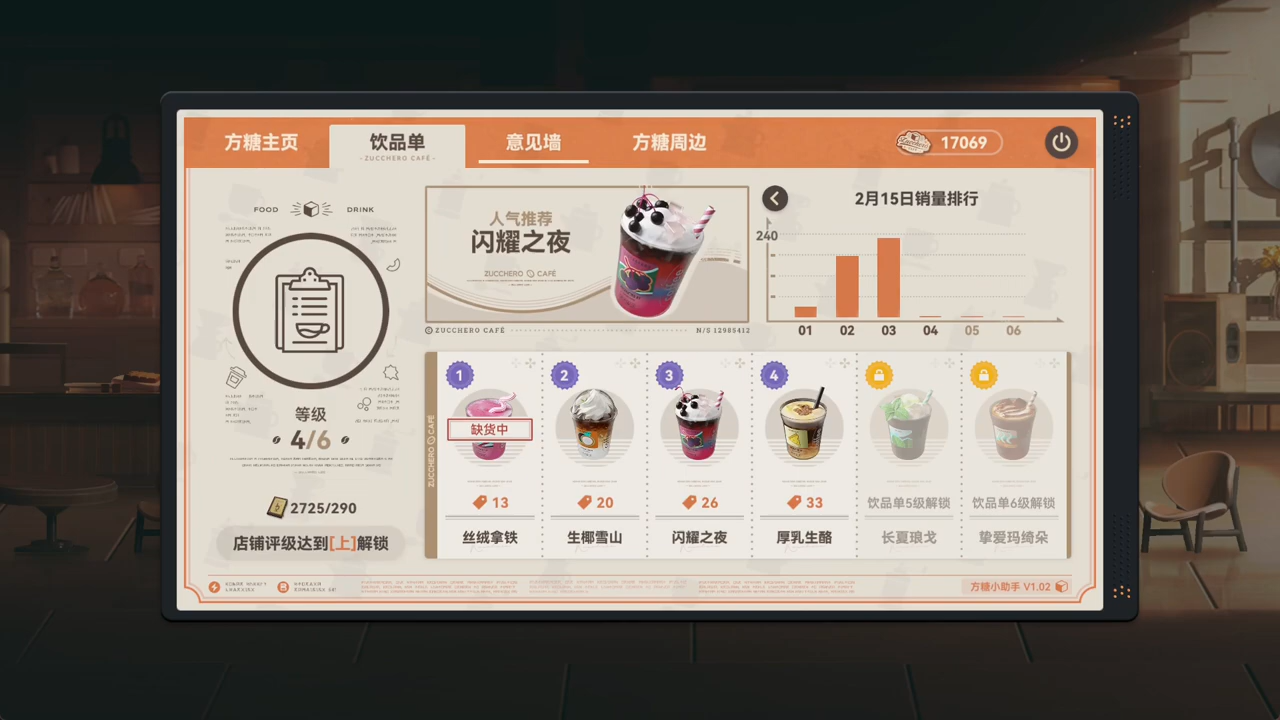 方糖主页
饮品单
- ZUCCHERO CAFÉ -
意见墙
方糖周边
17069
FOOD
DRINK
等级
4/6
2725/290
店铺评级达到[上]解锁
人气推荐
闪耀之夜
ZUCCHERO CAFÉ
© ZUCCHERO CAFÉ
N/S 12985412
2月15日销量排行
240
01 02 03 04 05 06
ZUCCHERO CAFÉ
1
缺货中
13
丝绒拿铁
2
20
生椰雪山
3
26
闪耀之夜
4
33
厚乳生酪
饮品单5级解锁
长夏琅戈
饮品单6级解锁
挚爱玛绮朵
方糖小助手 V1.02